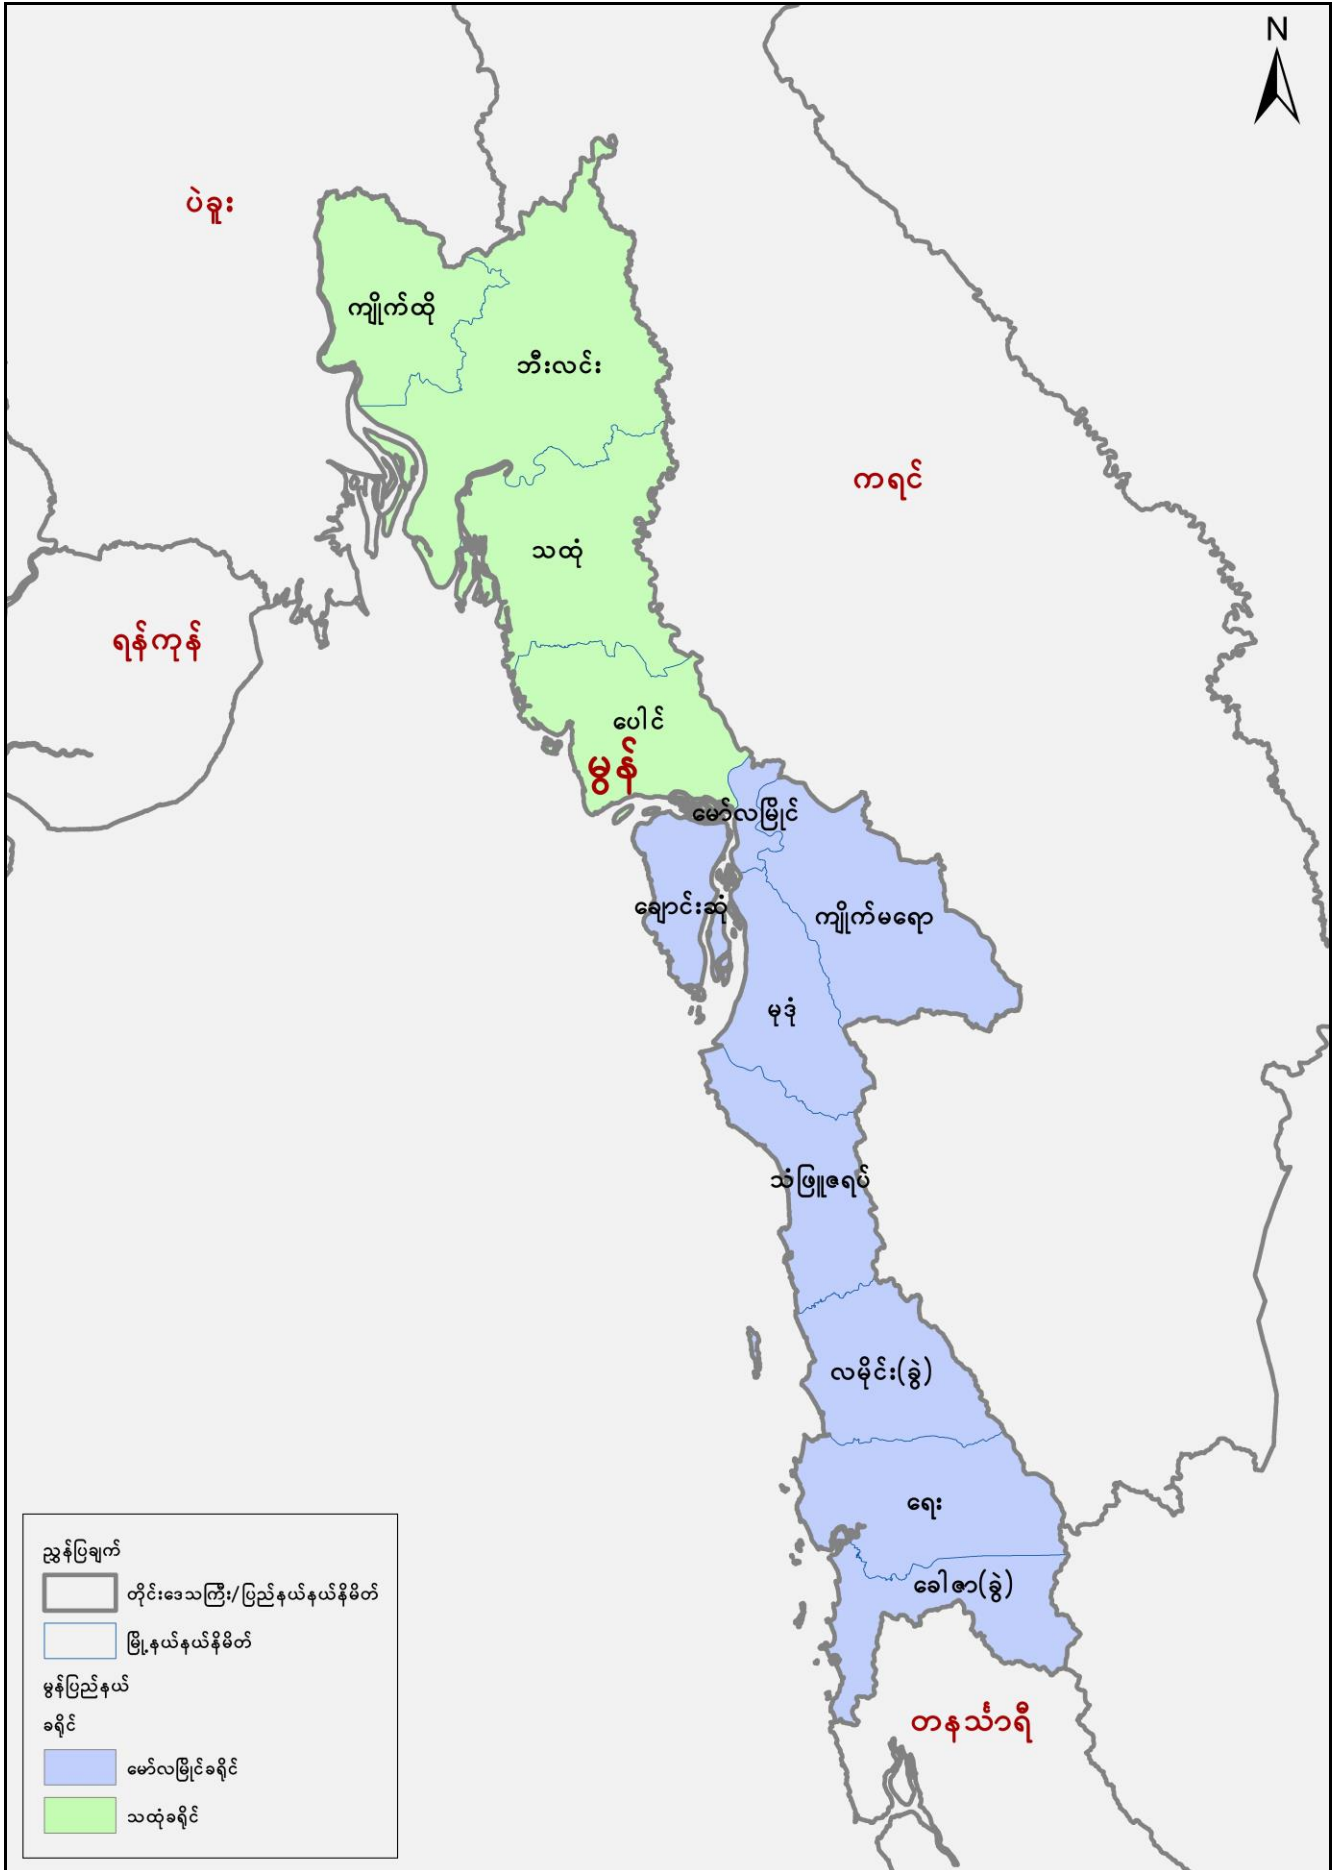 N
ပဲခူး
ကျိုက်ထို
ဘီးလင်း
ကရင်
သထုံ
ရန်ကုန်
ပေါင်
မွန်
မော်လမြိုင်
ချောင်းဆုံ
ကျိုက်မရော
မုဒုံ
သံဖြူဇရပ်
လမိုင်း(ခွဲ)
ရေး
ခေါဇာ(ခွဲ)
တနင်္သာရီ
ညွှန်ပြချက်
တိုင်းဒေသကြီး/ပြည်နယ်နယ်နိမိတ်
မြို့နယ်နယ်နိမိတ်
မွန်ပြည်နယ်
ခရိုင်
မော်လမြိုင်ခရိုင်
သထုံခရိုင်